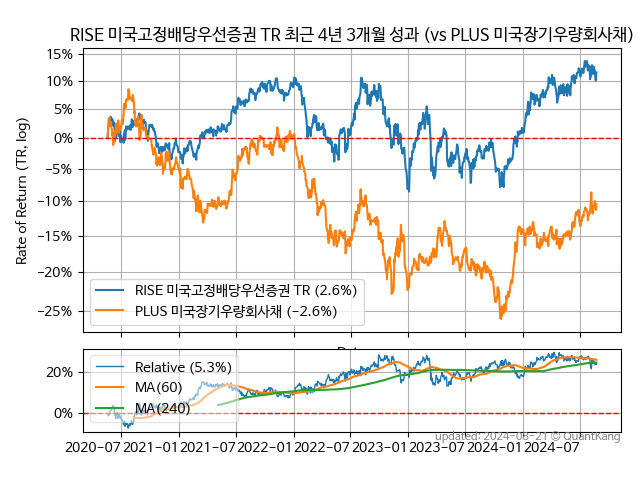 RISE 미국고정배당우선증권 TR 최근 4년 3개월 성과 (vs PLUS 미국장기우량회사채)
15%
10%
5%
0%
−5%
−10%
−15%
−20%
−25%
Rate of Return (TR, log)
RISE 미국고정배당우선증권 TR (2.6%)
PLUS 미국장기우량회사채 (−2.6%)
20%
0%
Relative (5.3%)
MA(60)
MA(240)
2020-07 2021-01 2021-07 2022-01 2022-07 2023-01 2023-07 2024-01 2024-07
updated: 2024-08-21 © QuantKang